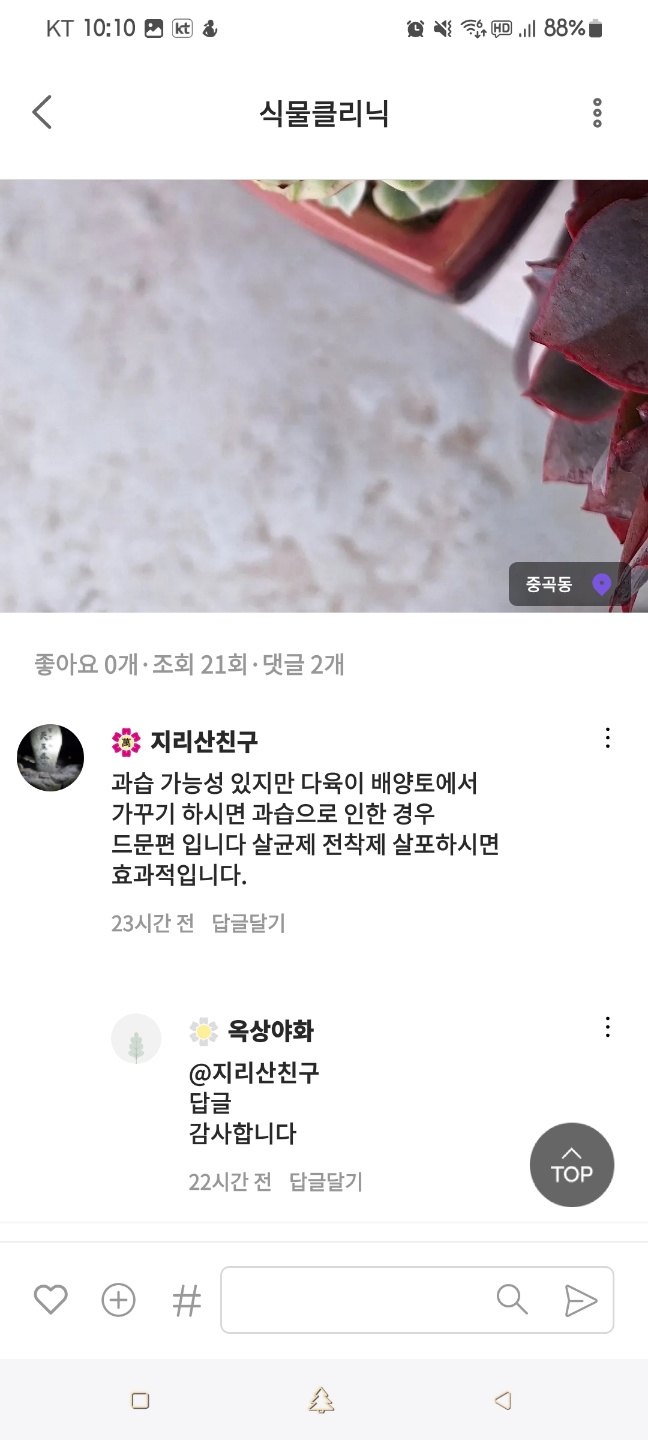 KT 10:10 kt HD 88%
식물클리닉
중곡동
좋아요 0개·조회 21회·댓글 2개
지리산친구
과습 가능성 있지만 다육이 배양토에서
가꾸기 하시면 과습으로 인한 경우
드문편 입니다 살균제 전착제 살포하시면
효과적입니다.
23시간 전 답글달기
옥상야화
@지리산친구
답글
감사합니다
22시간 전 답글달기
TOP